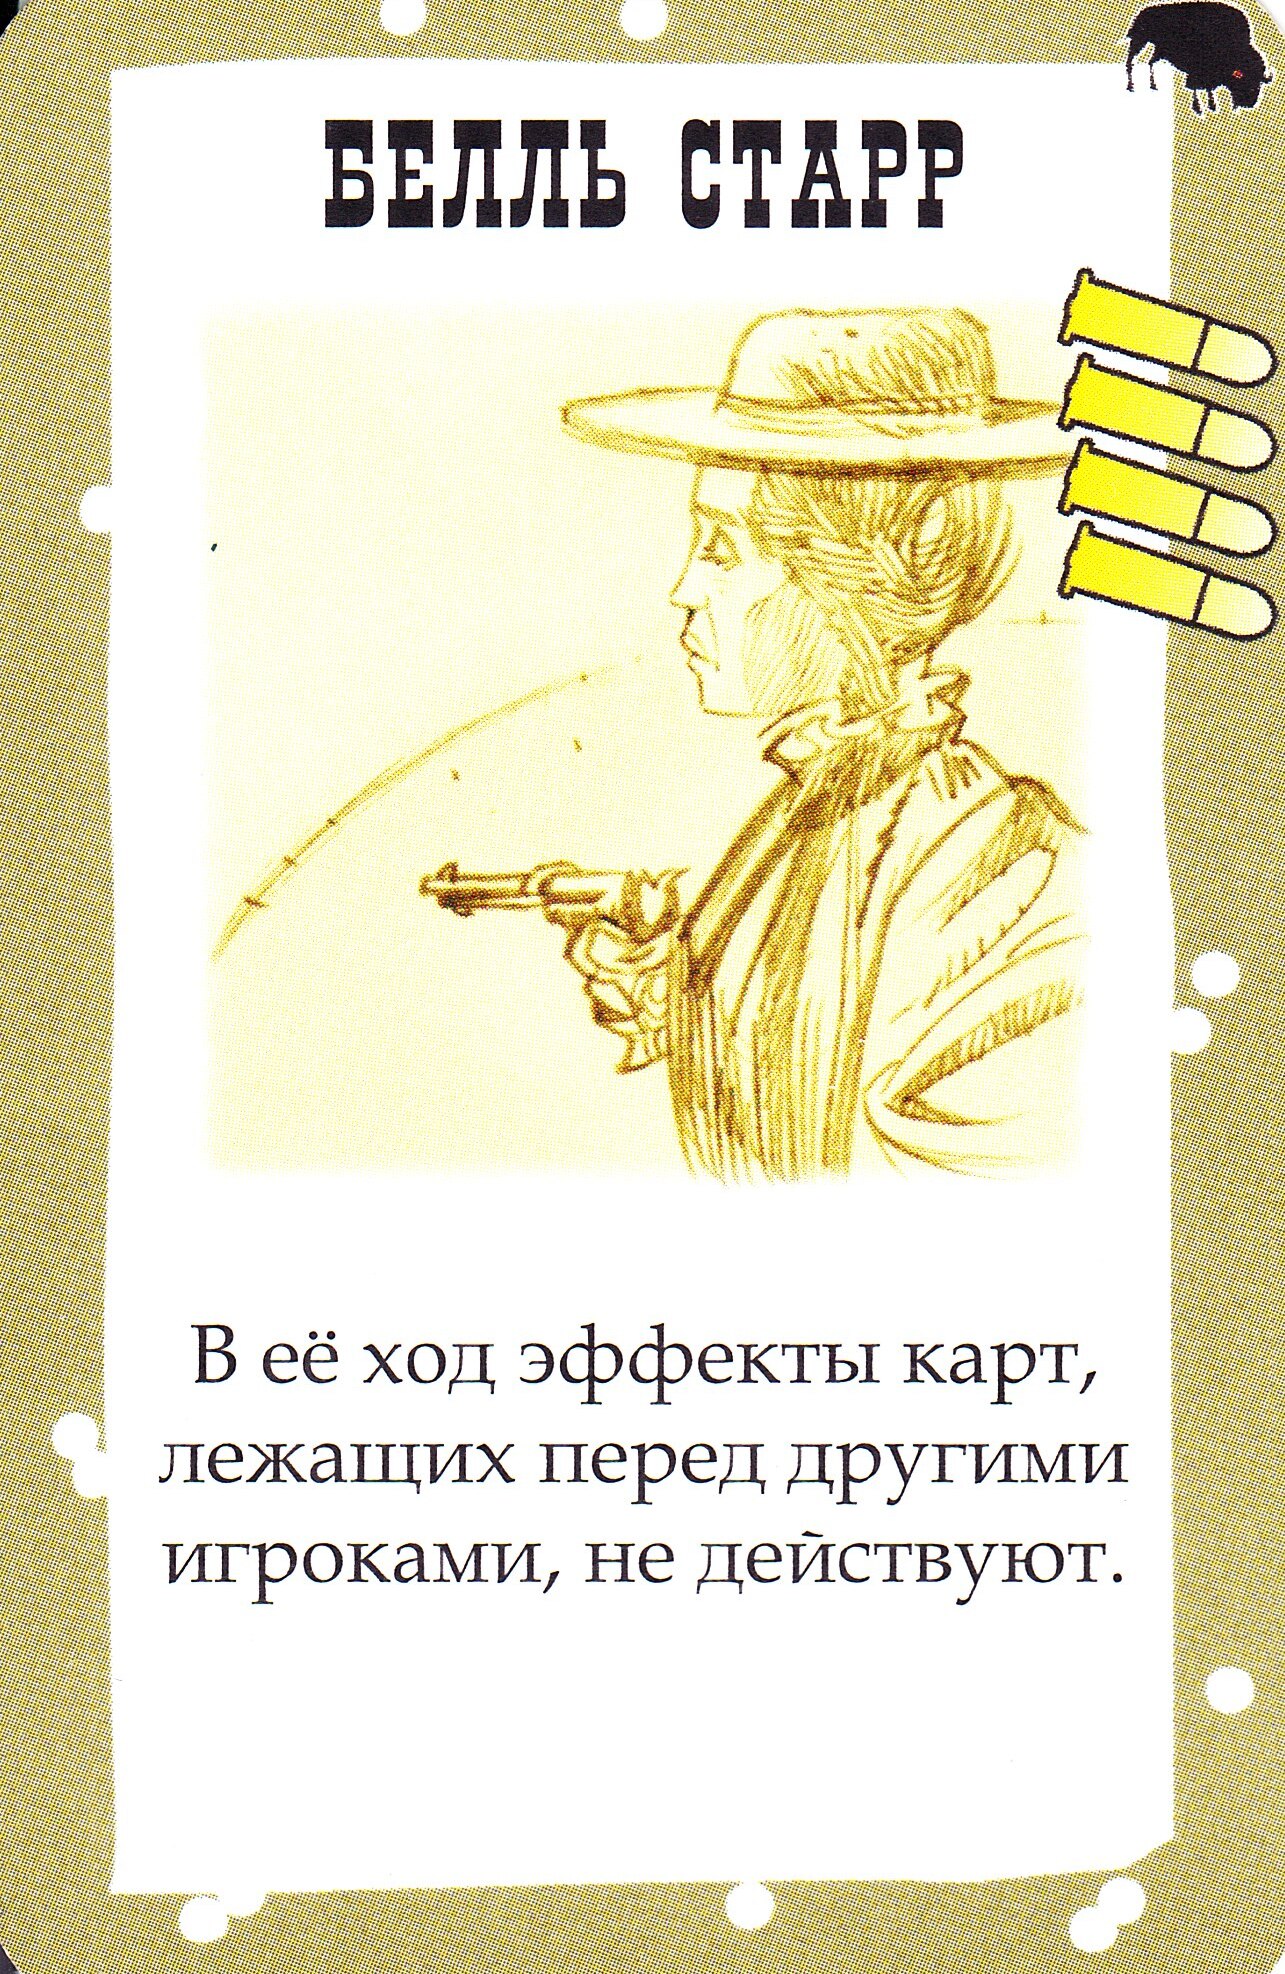 БЕЛЛЬ СТАРР
В её ход эффекты карт,
лежащих перед другими
игроками, не действуют.